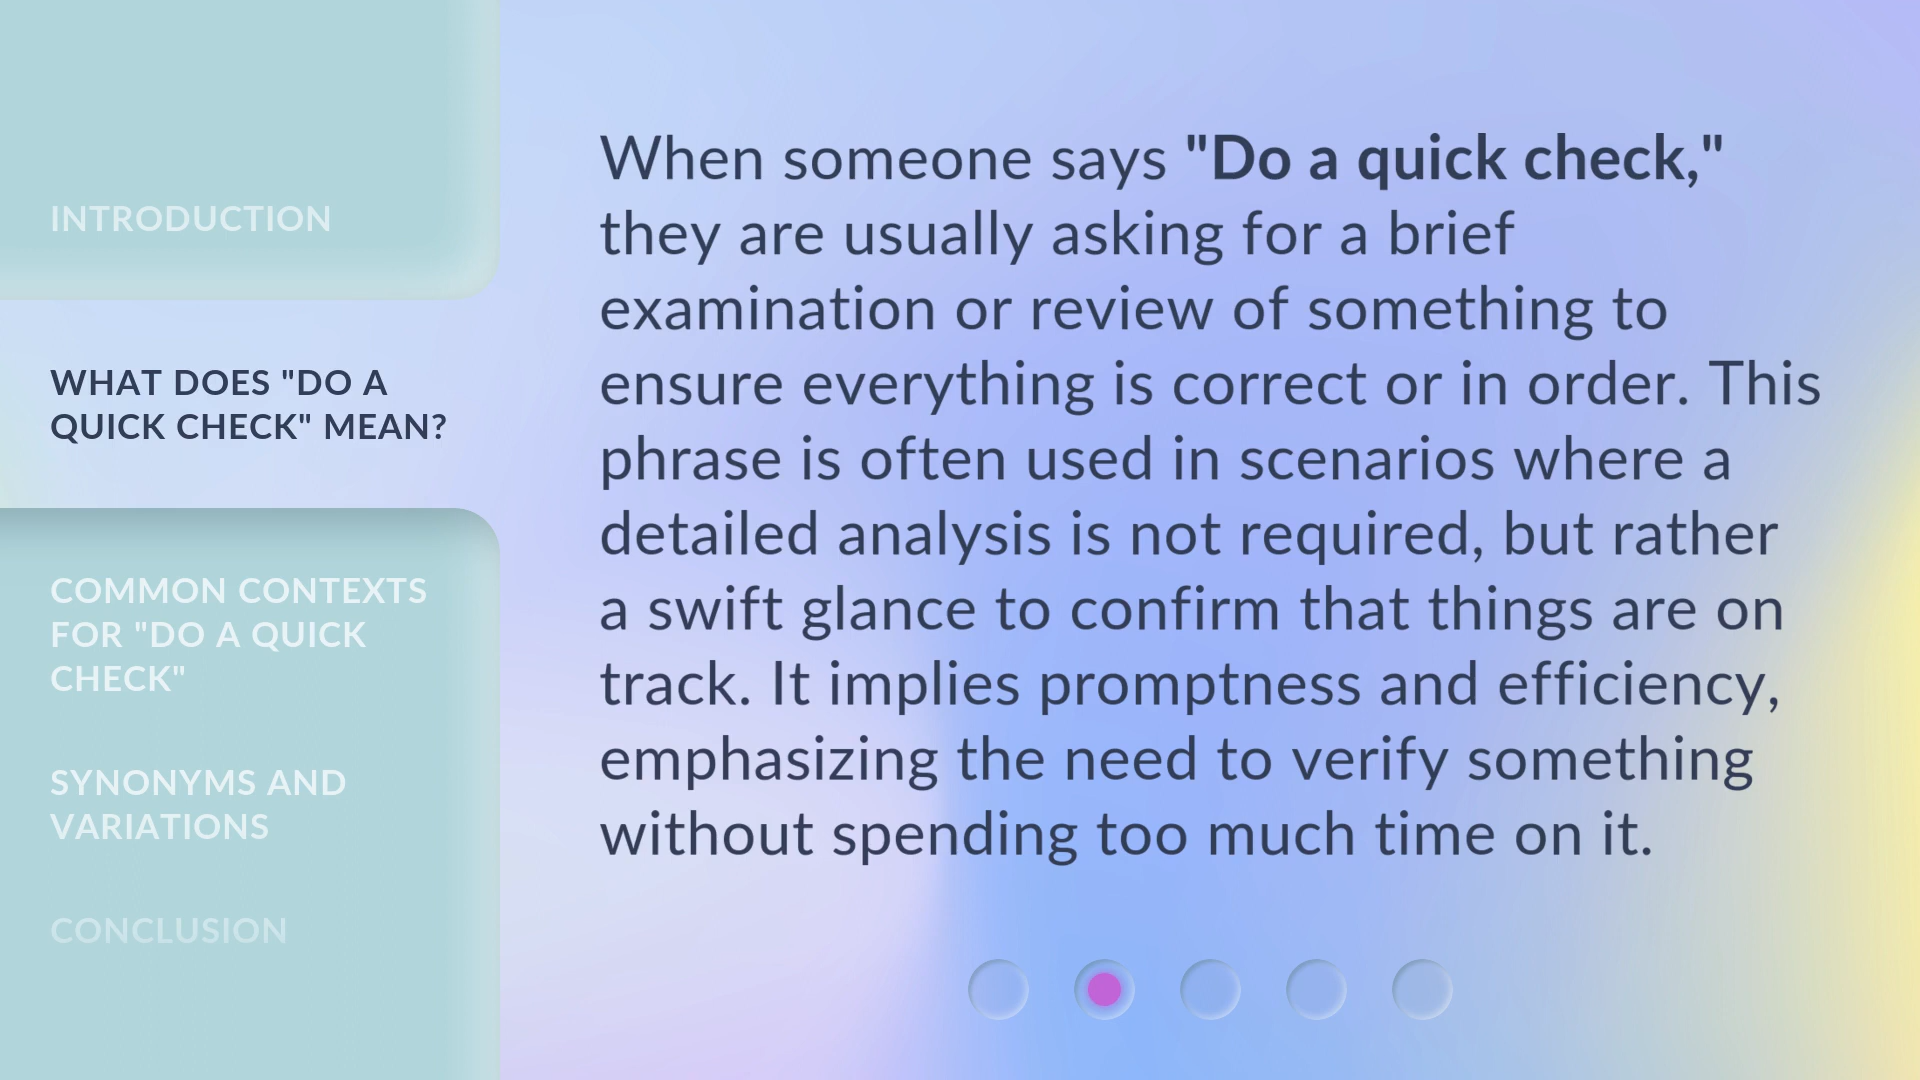 INTRODUCTION
WHAT DOES "DO A
QUICK CHECK" MEAN?
COMMON CONTEXTS
FOR "DO A QUICK
CHECK"
SYNONYMS AND
VARIATIONS
CONCLUSION
When someone says "Do a quick check,"
they are usually asking for a brief
examination or review of something to
ensure everything is correct or in order. This
phrase is often used in scenarios where a
detailed analysis is not required, but rather
a swift glance to confirm that things are on
track. It implies promptness and efficiency,
emphasizing the need to verify something
without spending too much time on it.